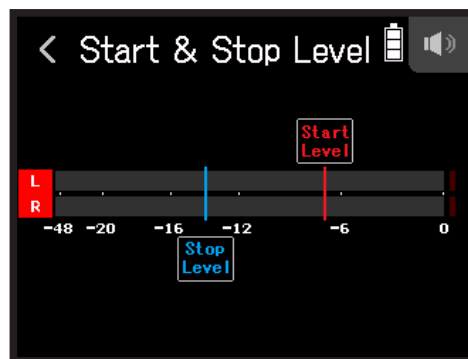 Start & Stop Level
Start
Level
L
R
-48 -20 -16 -12 -6 0
Stop
Level